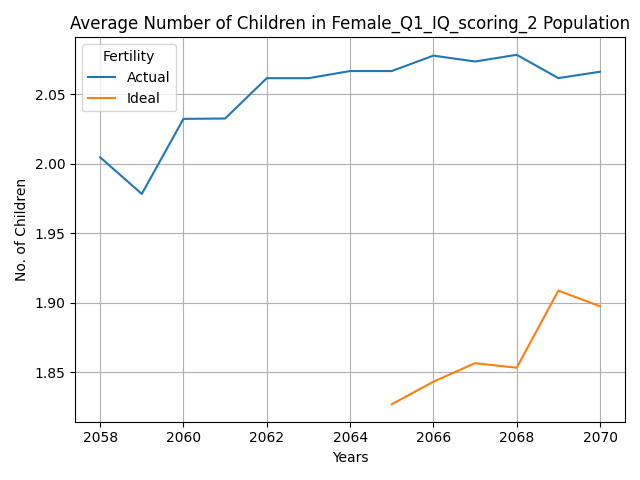 Average Number of Children in Female_Q1_IQ_scoring_2 Population
Fertility
Actual
Ideal
No. of Children
2.05
2.00
1.95
1.90
1.85
2058 2060 2062 2064 2066 2068 2070
Years